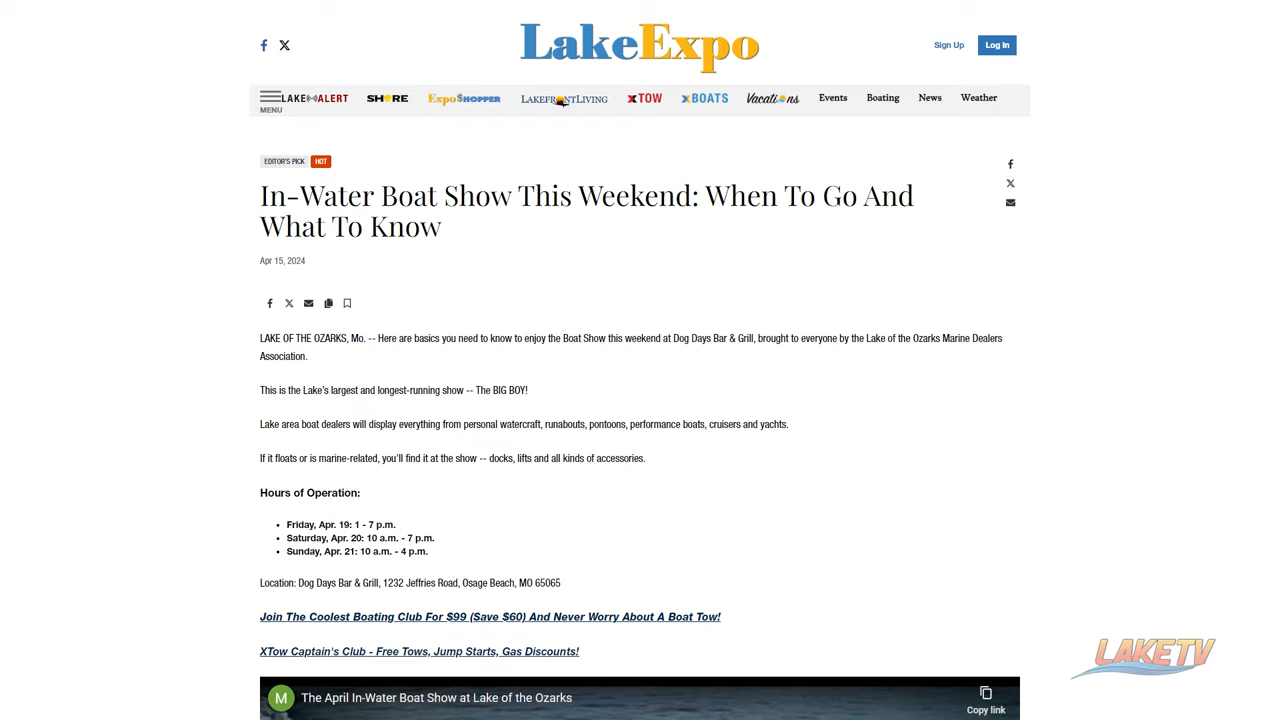 LakeExpo
Sign Up
Log In
MENU
LAKE ALERT
SHORE
Expo$HOPPER
LAKEFRONTLIVING
XTOW
XBOATS
Vacations
Events
Boating
News
Weather
EDITOR'S PICK
HOT
In-Water Boat Show This Weekend: When To Go And
What To Know
Apr 15, 2024
LAKE OF THE OZARKS, Mo. -- Here are basics you need to know to enjoy the Boat Show this weekend at Dog Days Bar & Grill, brought to everyone by the Lake of the Ozarks Marine Dealers
Association.
This is the Lake's largest and longest-running show -- The BIG BOY!
Lake area boat dealers will display everything from personal watercraft, runabouts, pontoons, performance boats, cruisers and yachts.
If it floats or is marine-related, you'll find it at the show -- docks, lifts and all kinds of accessories.
Hours of Operation:
• Friday, Apr. 19: 1 - 7 p.m.
• Saturday, Apr. 20: 10 a.m. - 7 p.m.
• Sunday, Apr. 21: 10 a.m. - 4 p.m.
Location: Dog Days Bar & Grill, 1232 Jeffries Road, Osage Beach, MO 65065
Join The Coolest Boating Club For $99 (Save $60) And Never Worry About A Boat Tow!
XTow Captain's Club - Free Tows, Jump Starts, Gas Discounts!
LAKETV
M
The April In-Water Boat Show at Lake of the Ozarks
Copy link